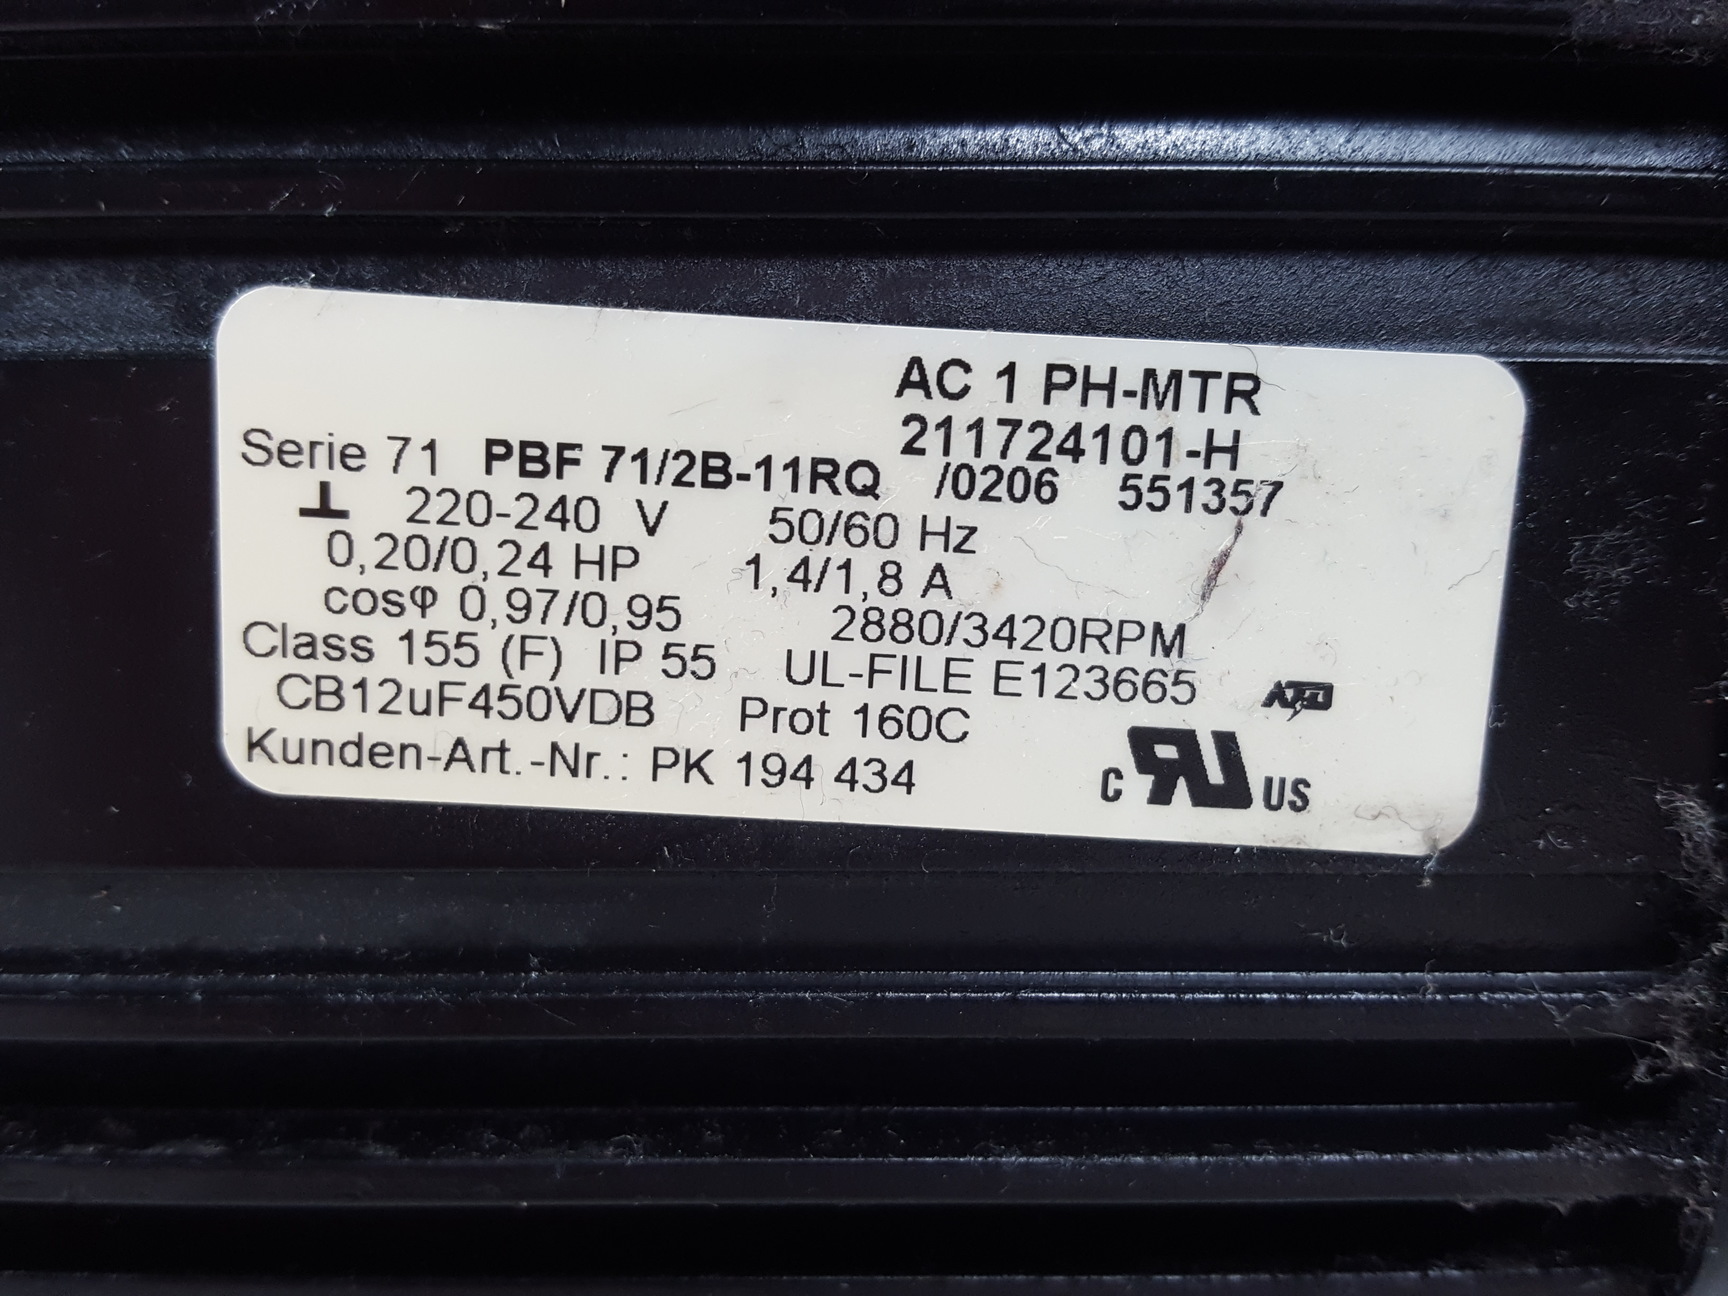 AC 1 PH-MTR
211724101-H
Serie 71 PBF 71/2B-11RQ /0206 551357
⊥ 220-240 V 50/60 Hz
0,20/0,24 HP 1,4/1,8 A
cosφ 0,97/0,95 2880/3420RPM
Class 155 (F) IP 55 UL-FILE E123665
CB12uF450VDB Prot 160C
Kunden-Art.-Nr.: PK 194 434
c RU US